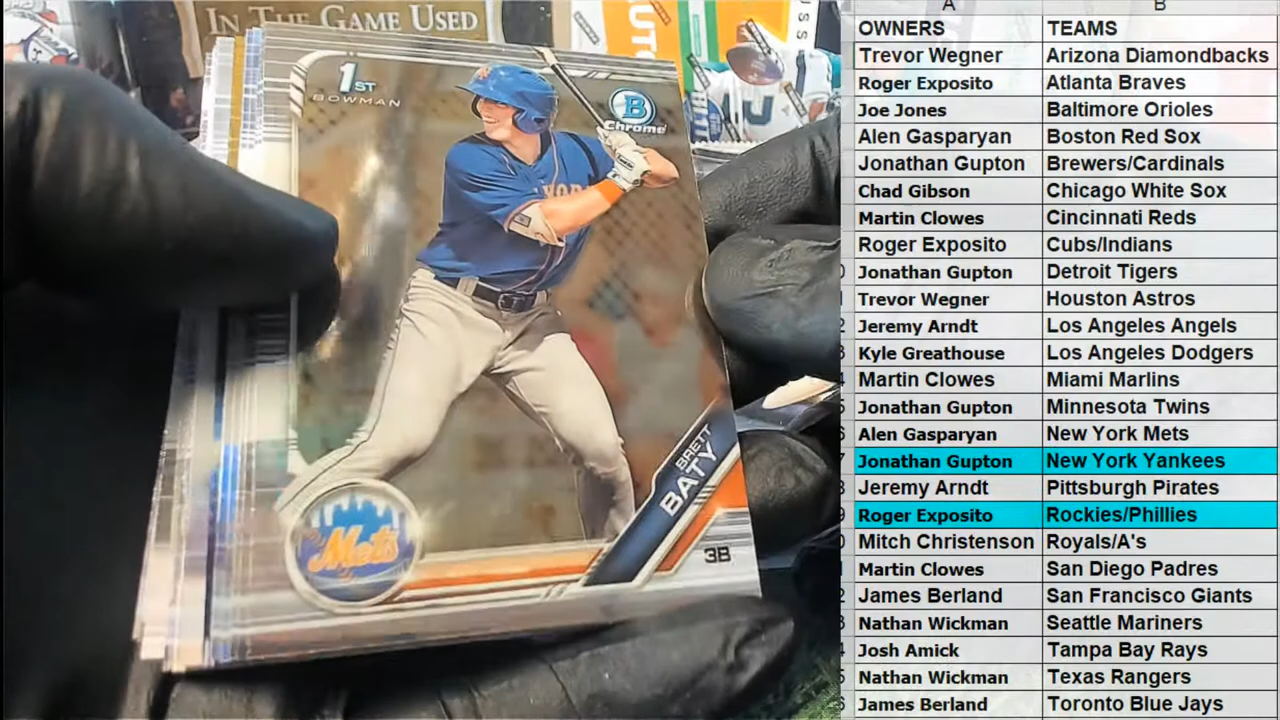 IN THE GAME USED
1ST
BOWMAN
B
Chrome
Mets
BRETT
BATY
3B
A B
OWNERS TEAMS
Trevor Wegner Arizona Diamondbacks
Roger Exposito Atlanta Braves
Joe Jones Baltimore Orioles
Alen Gasparyan Boston Red Sox
Jonathan Gupton Brewers/Cardinals
Chad Gibson Chicago White Sox
Martin Clowes Cincinnati Reds
Roger Exposito Cubs/Indians
Jonathan Gupton Detroit Tigers
Trevor Wegner Houston Astros
Jeremy Arndt Los Angeles Angels
Kyle Greathouse Los Angeles Dodgers
Martin Clowes Miami Marlins
Jonathan Gupton Minnesota Twins
Alen Gasparyan New York Mets
Jonathan Gupton New York Yankees
Jeremy Arndt Pittsburgh Pirates
Roger Exposito Rockies/Phillies
Mitch Christenson Royals/A's
Martin Clowes San Diego Padres
James Berland San Francisco Giants
Nathan Wickman Seattle Mariners
Josh Amick Tampa Bay Rays
Nathan Wickman Texas Rangers
James Berland Toronto Blue Jays